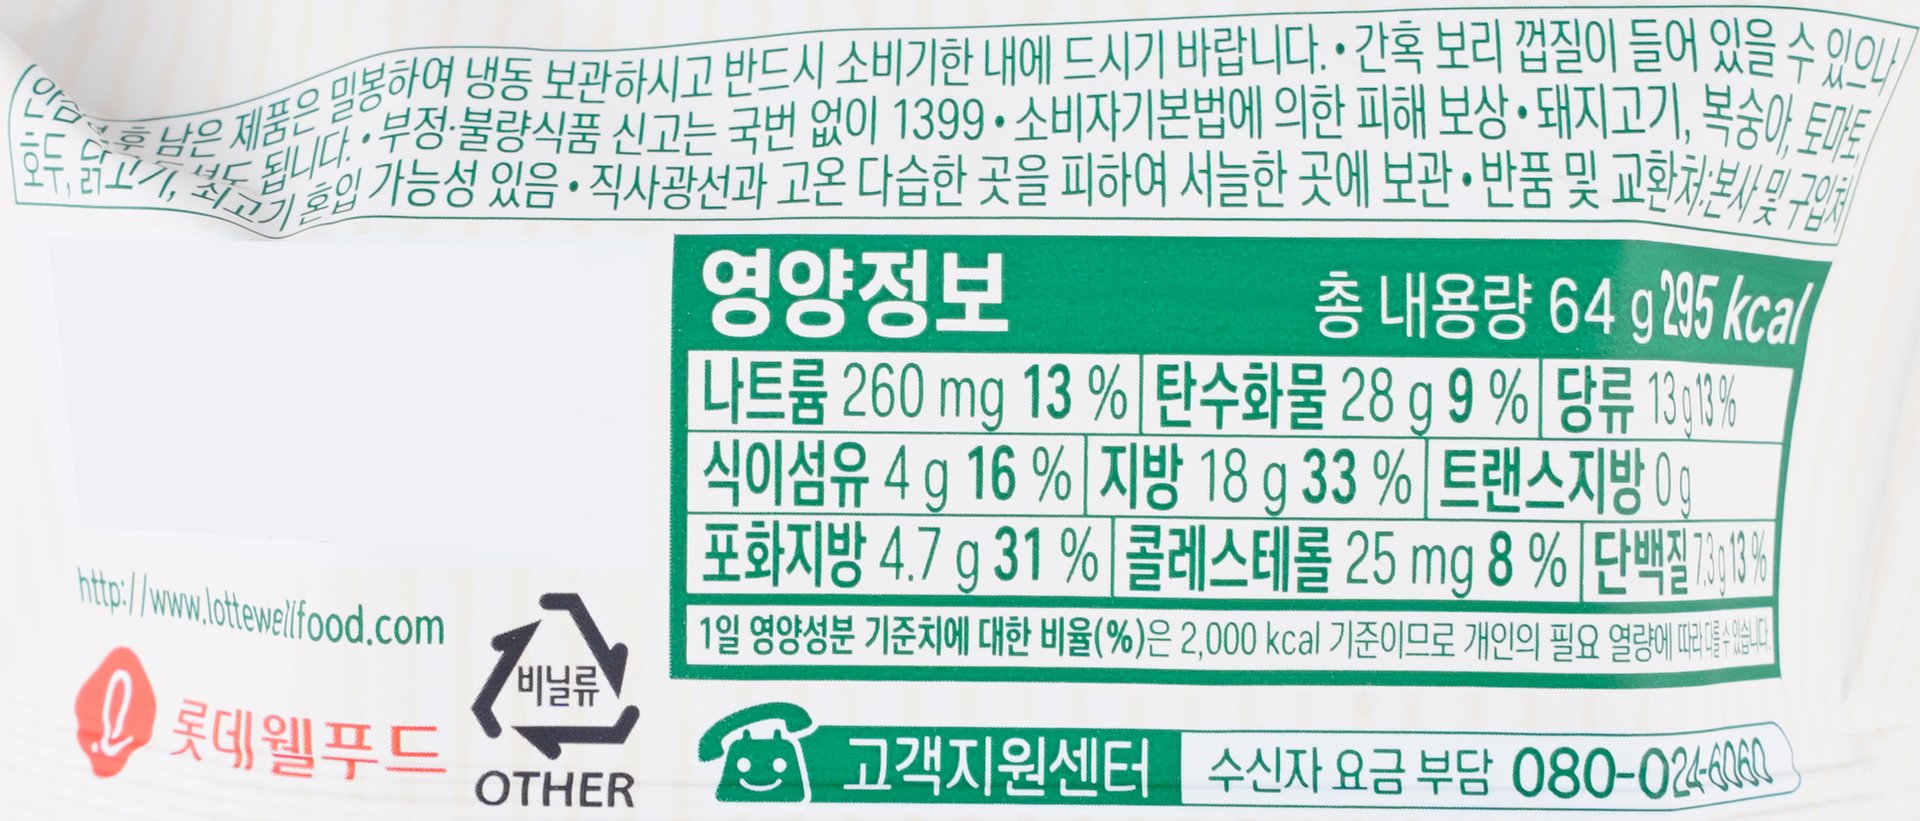 후 남은 제품은 밀봉하여 냉동 보관하시고 반드시 소비기한 내에 드시기 바랍니다. • 간혹 보리 껍질이 들어 있을 수 있으나
됩니다. • 부정·불량식품 신고는 국번 없이 1399 • 소비자기본법에 의한 피해 보상 • 돼지고기, 복숭아, 토마토,
호두, 닭고기, 쇠고기 혼입 가능성 있음 • 직사광선과 고온 다습한 곳을 피하여 서늘한 곳에 보관 • 반품 및 교환처:본사 및 구입처
영양정보 총 내용량 64 g 295 kcal
나트륨 260 mg 13 % 탄수화물 28 g 9 % 당류 13 g 13 %
식이섬유 4 g 16 % 지방 18 g 33 % 트랜스지방 0 g
포화지방 4.7 g 31 % 콜레스테롤 25 mg 8 % 단백질 7.3 g 13 %
1일 영양성분 기준치에 대한 비율(%)은 2,000 kcal 기준이므로 개인의 필요 열량에 따라 다를 수 있습니다.
http://www.lottewellfood.com
롯데웰푸드
비닐류
OTHER
고객지원센터 수신자 요금 부담 080-024-6060